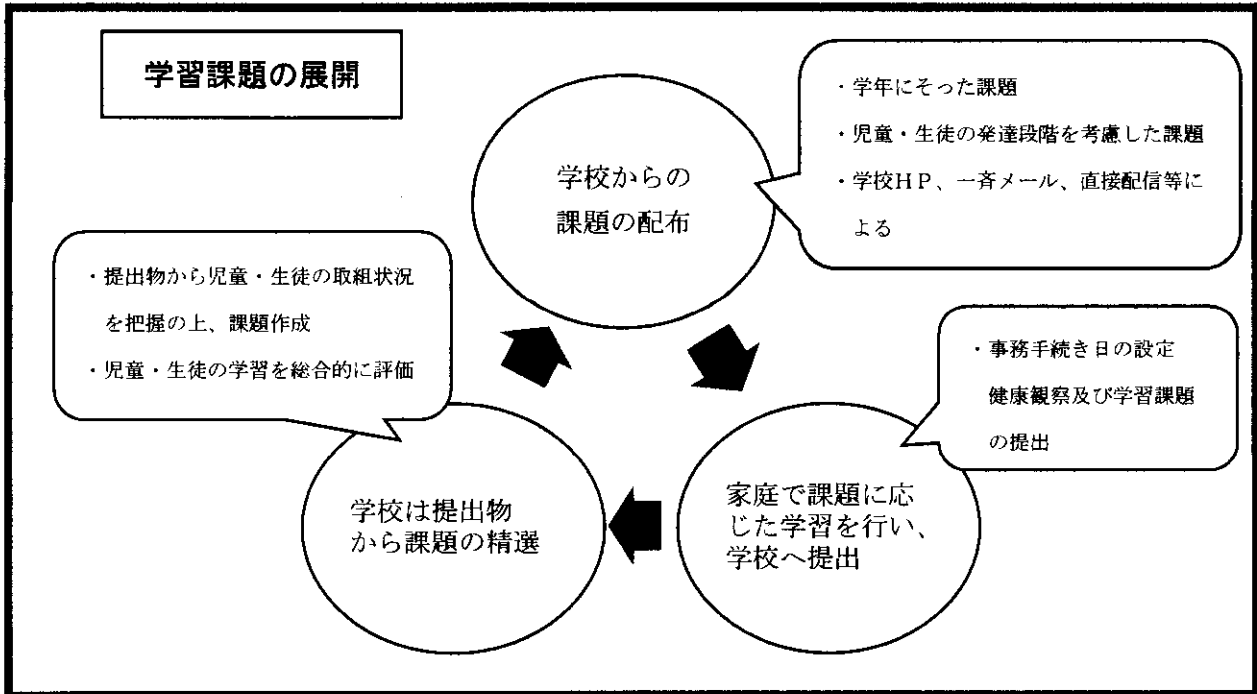 学習課題の展開
学校からの
課題の配布
・学年にそった課題
・児童・生徒の発達段階を考慮した課題
・学校HP、一斉メール、直接配信等に
よる
・事務手続き日の設定
健康観察及び学習課題
の提出
家庭で課題に応
じた学習を行い、
学校へ提出
・提出物から児童・生徒の取組状況
を把握の上、課題作成
・児童・生徒の学習を総合的に評価
学校は提出物
から課題の精選